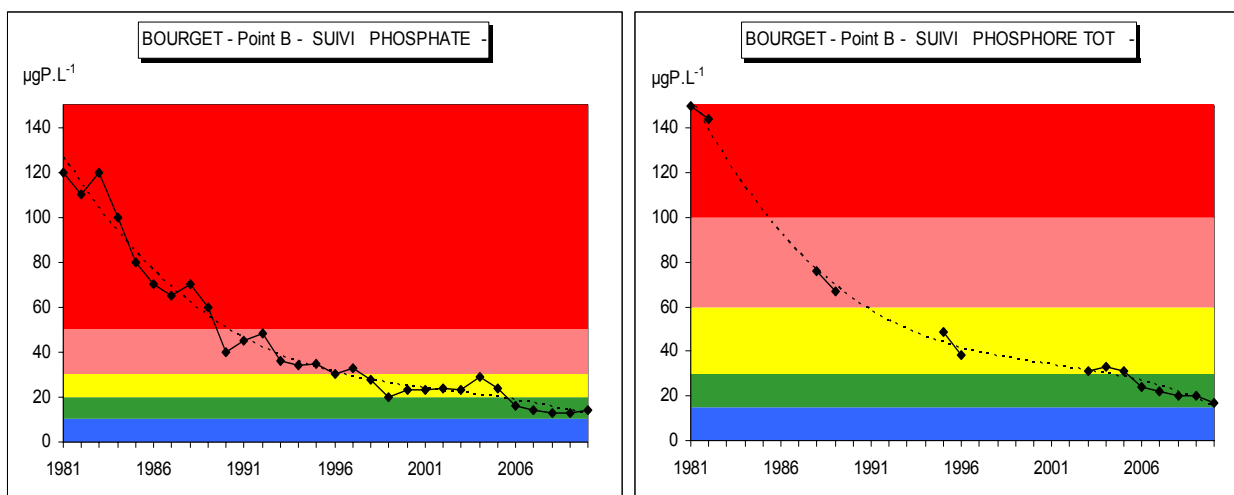 BOURGET - Point B - SUIVI PHOSPHATE -
µgP.L-1
140
120
100
80
60
40
20
0
1981 1986 1991 1996 2001 2006
BOURGET - Point B - SUIVI PHOSPHORE TOT -
µgP.L-1
140
120
100
80
60
40
20
0
1981 1986 1991 1996 2001 2006